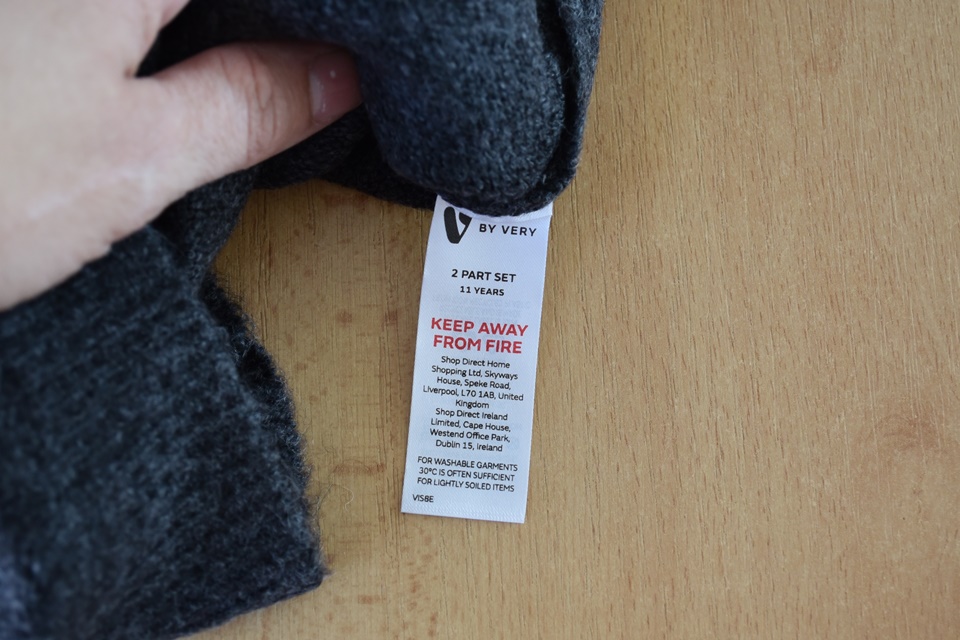 V BY VERY
2 PART SET
11 YEARS
KEEP AWAY
FROM FIRE
Shop Direct Home
Shopping Ltd, Skyways
House, Speke Road,
Liverpool, L70 1AB, United
Kingdom
Shop Direct Ireland
Limited, Cape House,
Westend Office Park,
Dublin 15, Ireland
FOR WASHABLE GARMENTS
30°C IS OFTEN SUFFICIENT
FOR LIGHTLY SOILED ITEMS
VIS8E